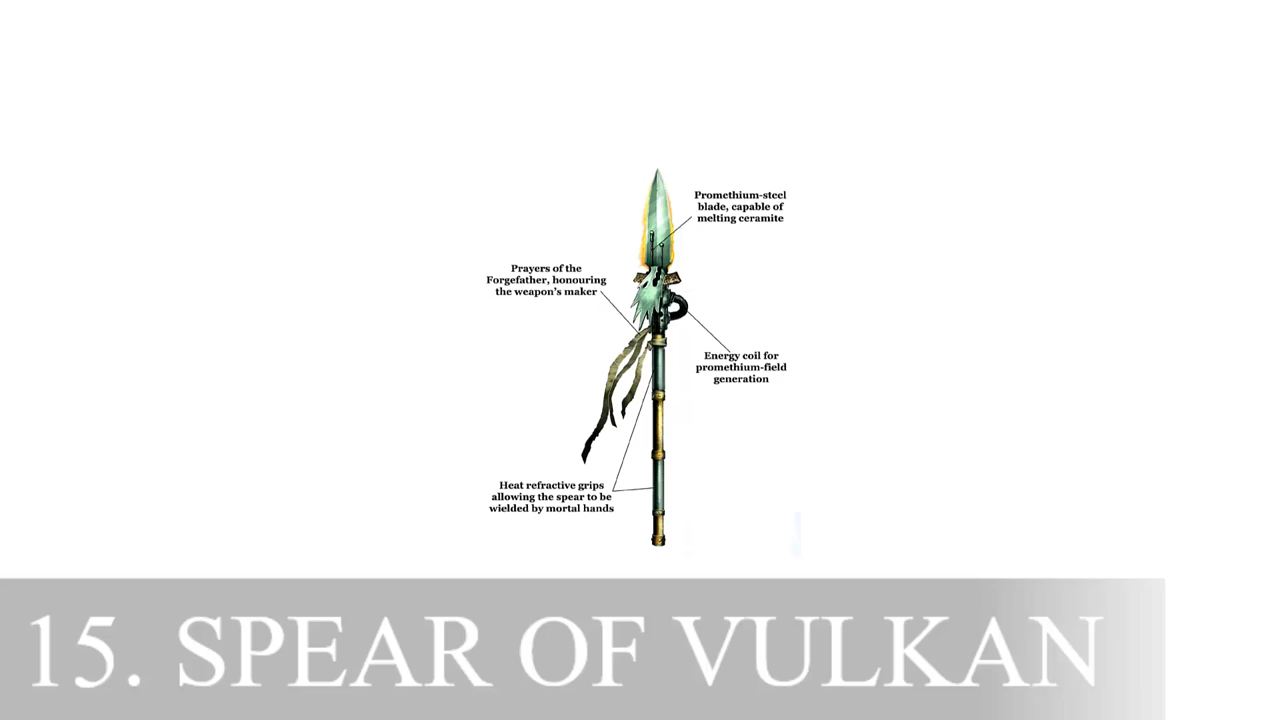 Promethium-steel
blade, capable of
melting ceramite
Prayers of the
Forgefather, honouring
the weapon's maker
Energy coil for
promethium-field
generation
Heat refractive grips
allowing the spear to be
wielded by mortal hands
15. SPEAR OF VULKAN